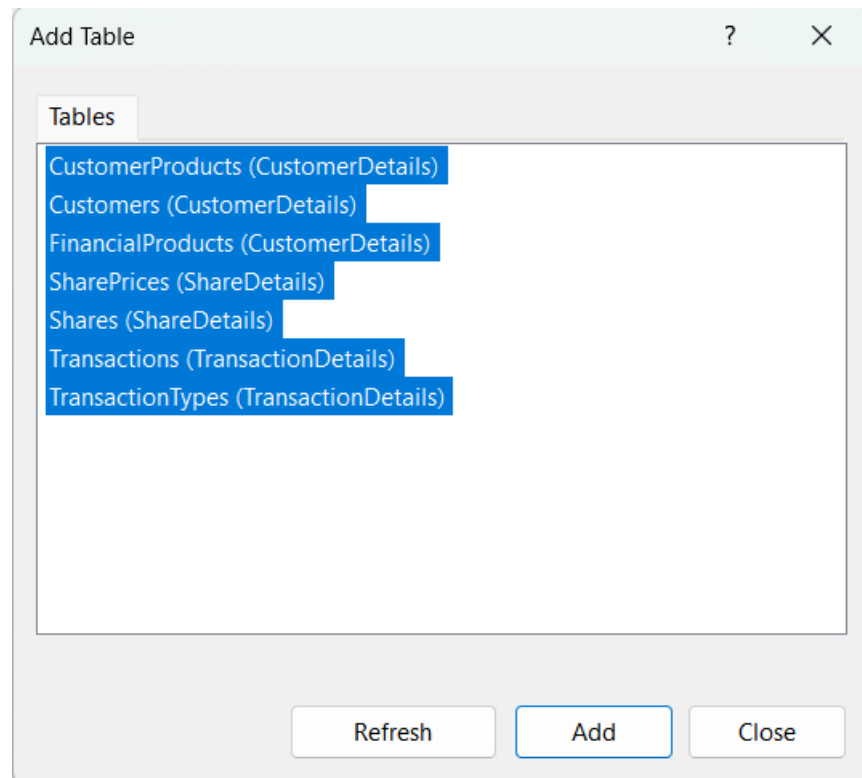 Add Table
?
Tables
CustomerProducts (CustomerDetails)
Customers (CustomerDetails)
FinancialProducts (CustomerDetails)
SharePrices (ShareDetails)
Shares (ShareDetails)
Transactions (TransactionDetails)
TransactionTypes (TransactionDetails)
Refresh Add Close